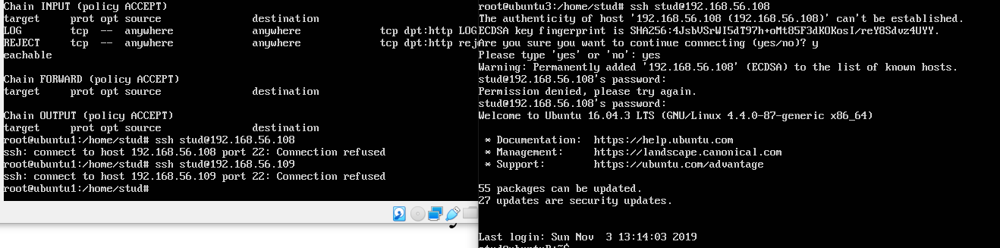 Chain INPUT (policy ACCEPT)
target     prot opt source               destination
LOG        tcp  --  anywhere             anywhere             tcp dpt:http LOG
REJECT     tcp  --  anywhere             anywhere             tcp dpt:http rej
eachable
Chain FORWARD (policy ACCEPT)
target     prot opt source               destination
Chain OUTPUT (policy ACCEPT)
target     prot opt source               destination
root@ubuntu1:/home/stud# ssh stud@192.168.56.108
ssh: connect to host 192.168.56.108 port 22: Connection refused
root@ubuntu1:/home/stud# ssh stud@192.168.56.109
ssh: connect to host 192.168.56.109 port 22: Connection refused
root@ubuntu1:/home/stud#
root@ubuntu3:/home/stud# ssh stud@192.168.56.108
The authenticity of host '192.168.56.108 (192.168.56.108)' can't be established.
ECDSA key fingerprint is SHA256:4JsbVSrWI5dT97h+oMt85F3dKOKosI/reY8Sdvz4UYY.
Are you sure you want to continue connecting (yes/no)? y
Please type 'yes' or 'no': yes
Warning: Permanently added '192.168.56.108' (ECDSA) to the list of known hosts.
stud@192.168.56.108's password:
Permission denied, please try again.
stud@192.168.56.108's password:
Welcome to Ubuntu 16.04.3 LTS (GNU/Linux 4.4.0-87-generic x86_64)
* Documentation:  https://help.ubuntu.com
* Management:     https://landscape.canonical.com
* Support:        https://ubuntu.com/advantage
55 packages can be updated.
27 updates are security updates.
Last login: Sun Nov  3 13:14:03 2019